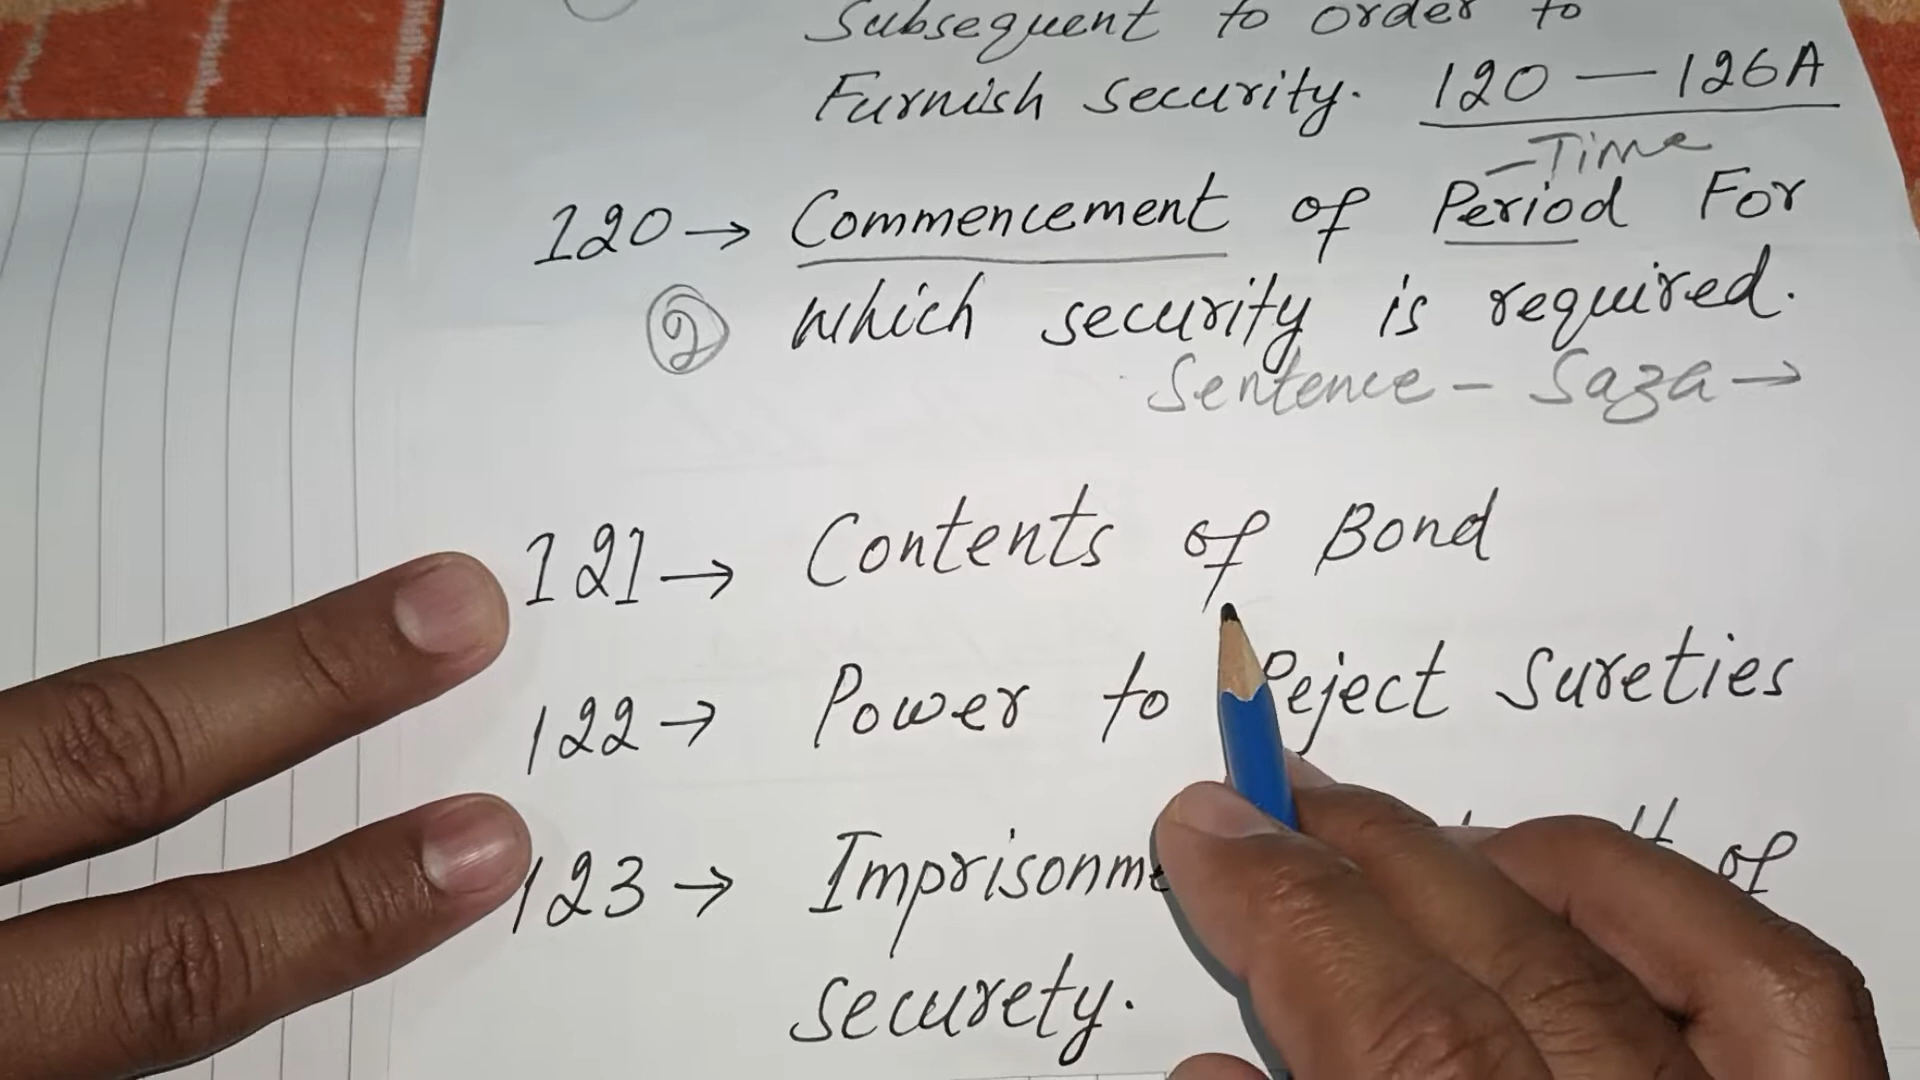 Subsequent to order to
Furnish security. 120 — 126A
- Time
120 → Commencement of Period For
② which security is required.
Sentence - Saza →
121 → Contents of Bond
122 → Power to Reject Sureties
123 → of
securety.